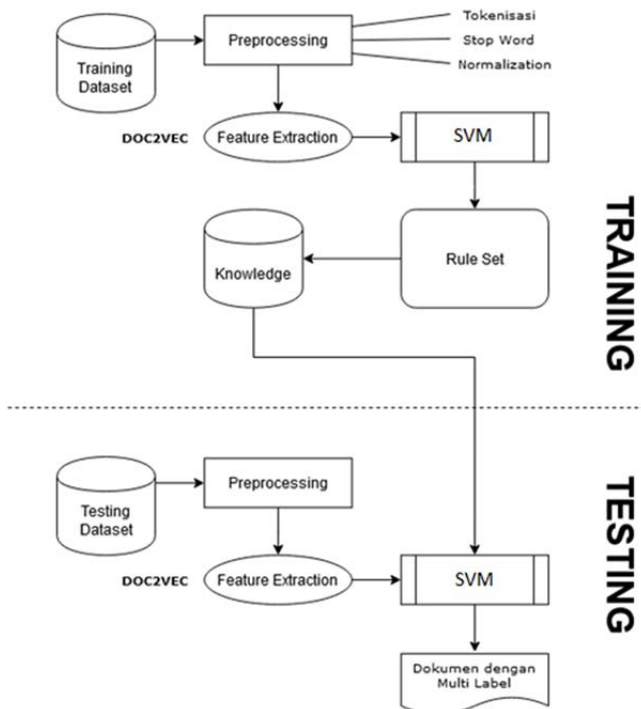 Training
Dataset
Preprocessing
Tokenisasi
Stop Word
Normalization
DOC2VEC
Feature Extraction
SVM
Knowledge
Rule Set
TRAINING
Testing
Dataset
Preprocessing
DOC2VEC
Feature Extraction
SVM
Dokumen dengan
Multi Label
TESTING